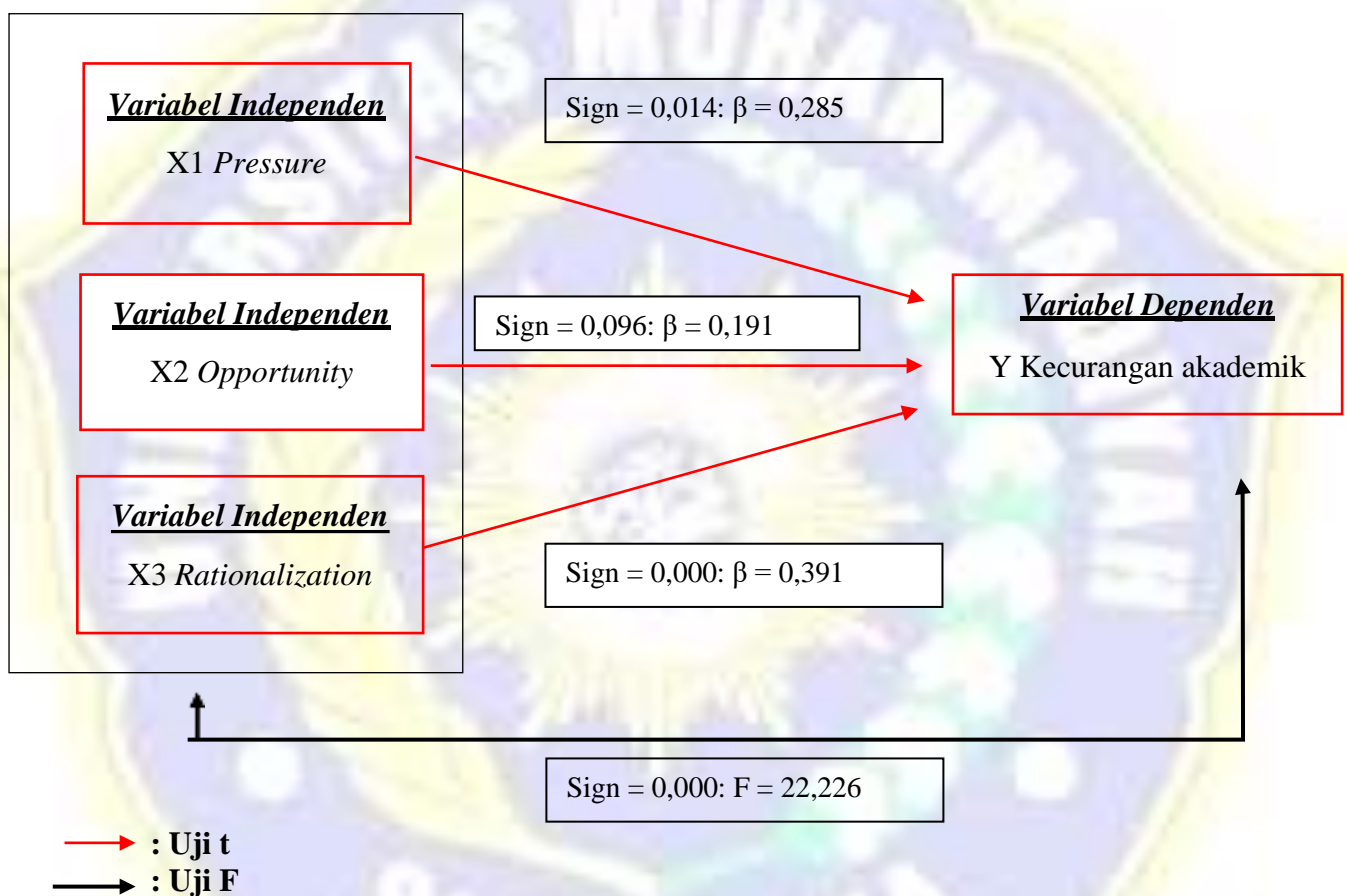 Variabel Independen
X1 Pressure
Sign = 0,014: β = 0,285
Variabel Independen
X2 Opportunity
Sign = 0,096: β = 0,191
Variabel Dependen
Y Kecurangan akademik
Variabel Independen
X3 Rationalization
Sign = 0,000: β = 0,391
Sign = 0,000: F = 22,226
: Uji t
: Uji F
MUHAMMADIYAH